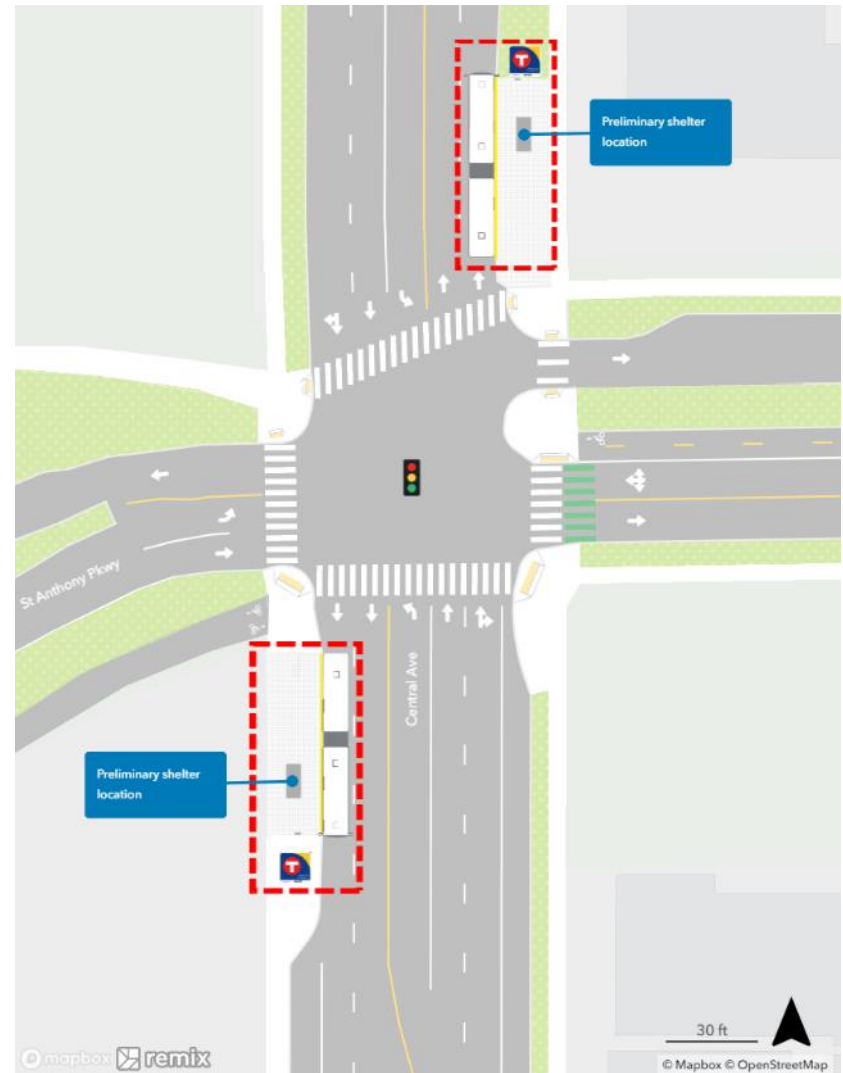 Preliminary shelter
location
St Anthony Pkwy
Central Ave
Preliminary shelter
location
30 ft
mapbox remix
© Mapbox © OpenStreetMap